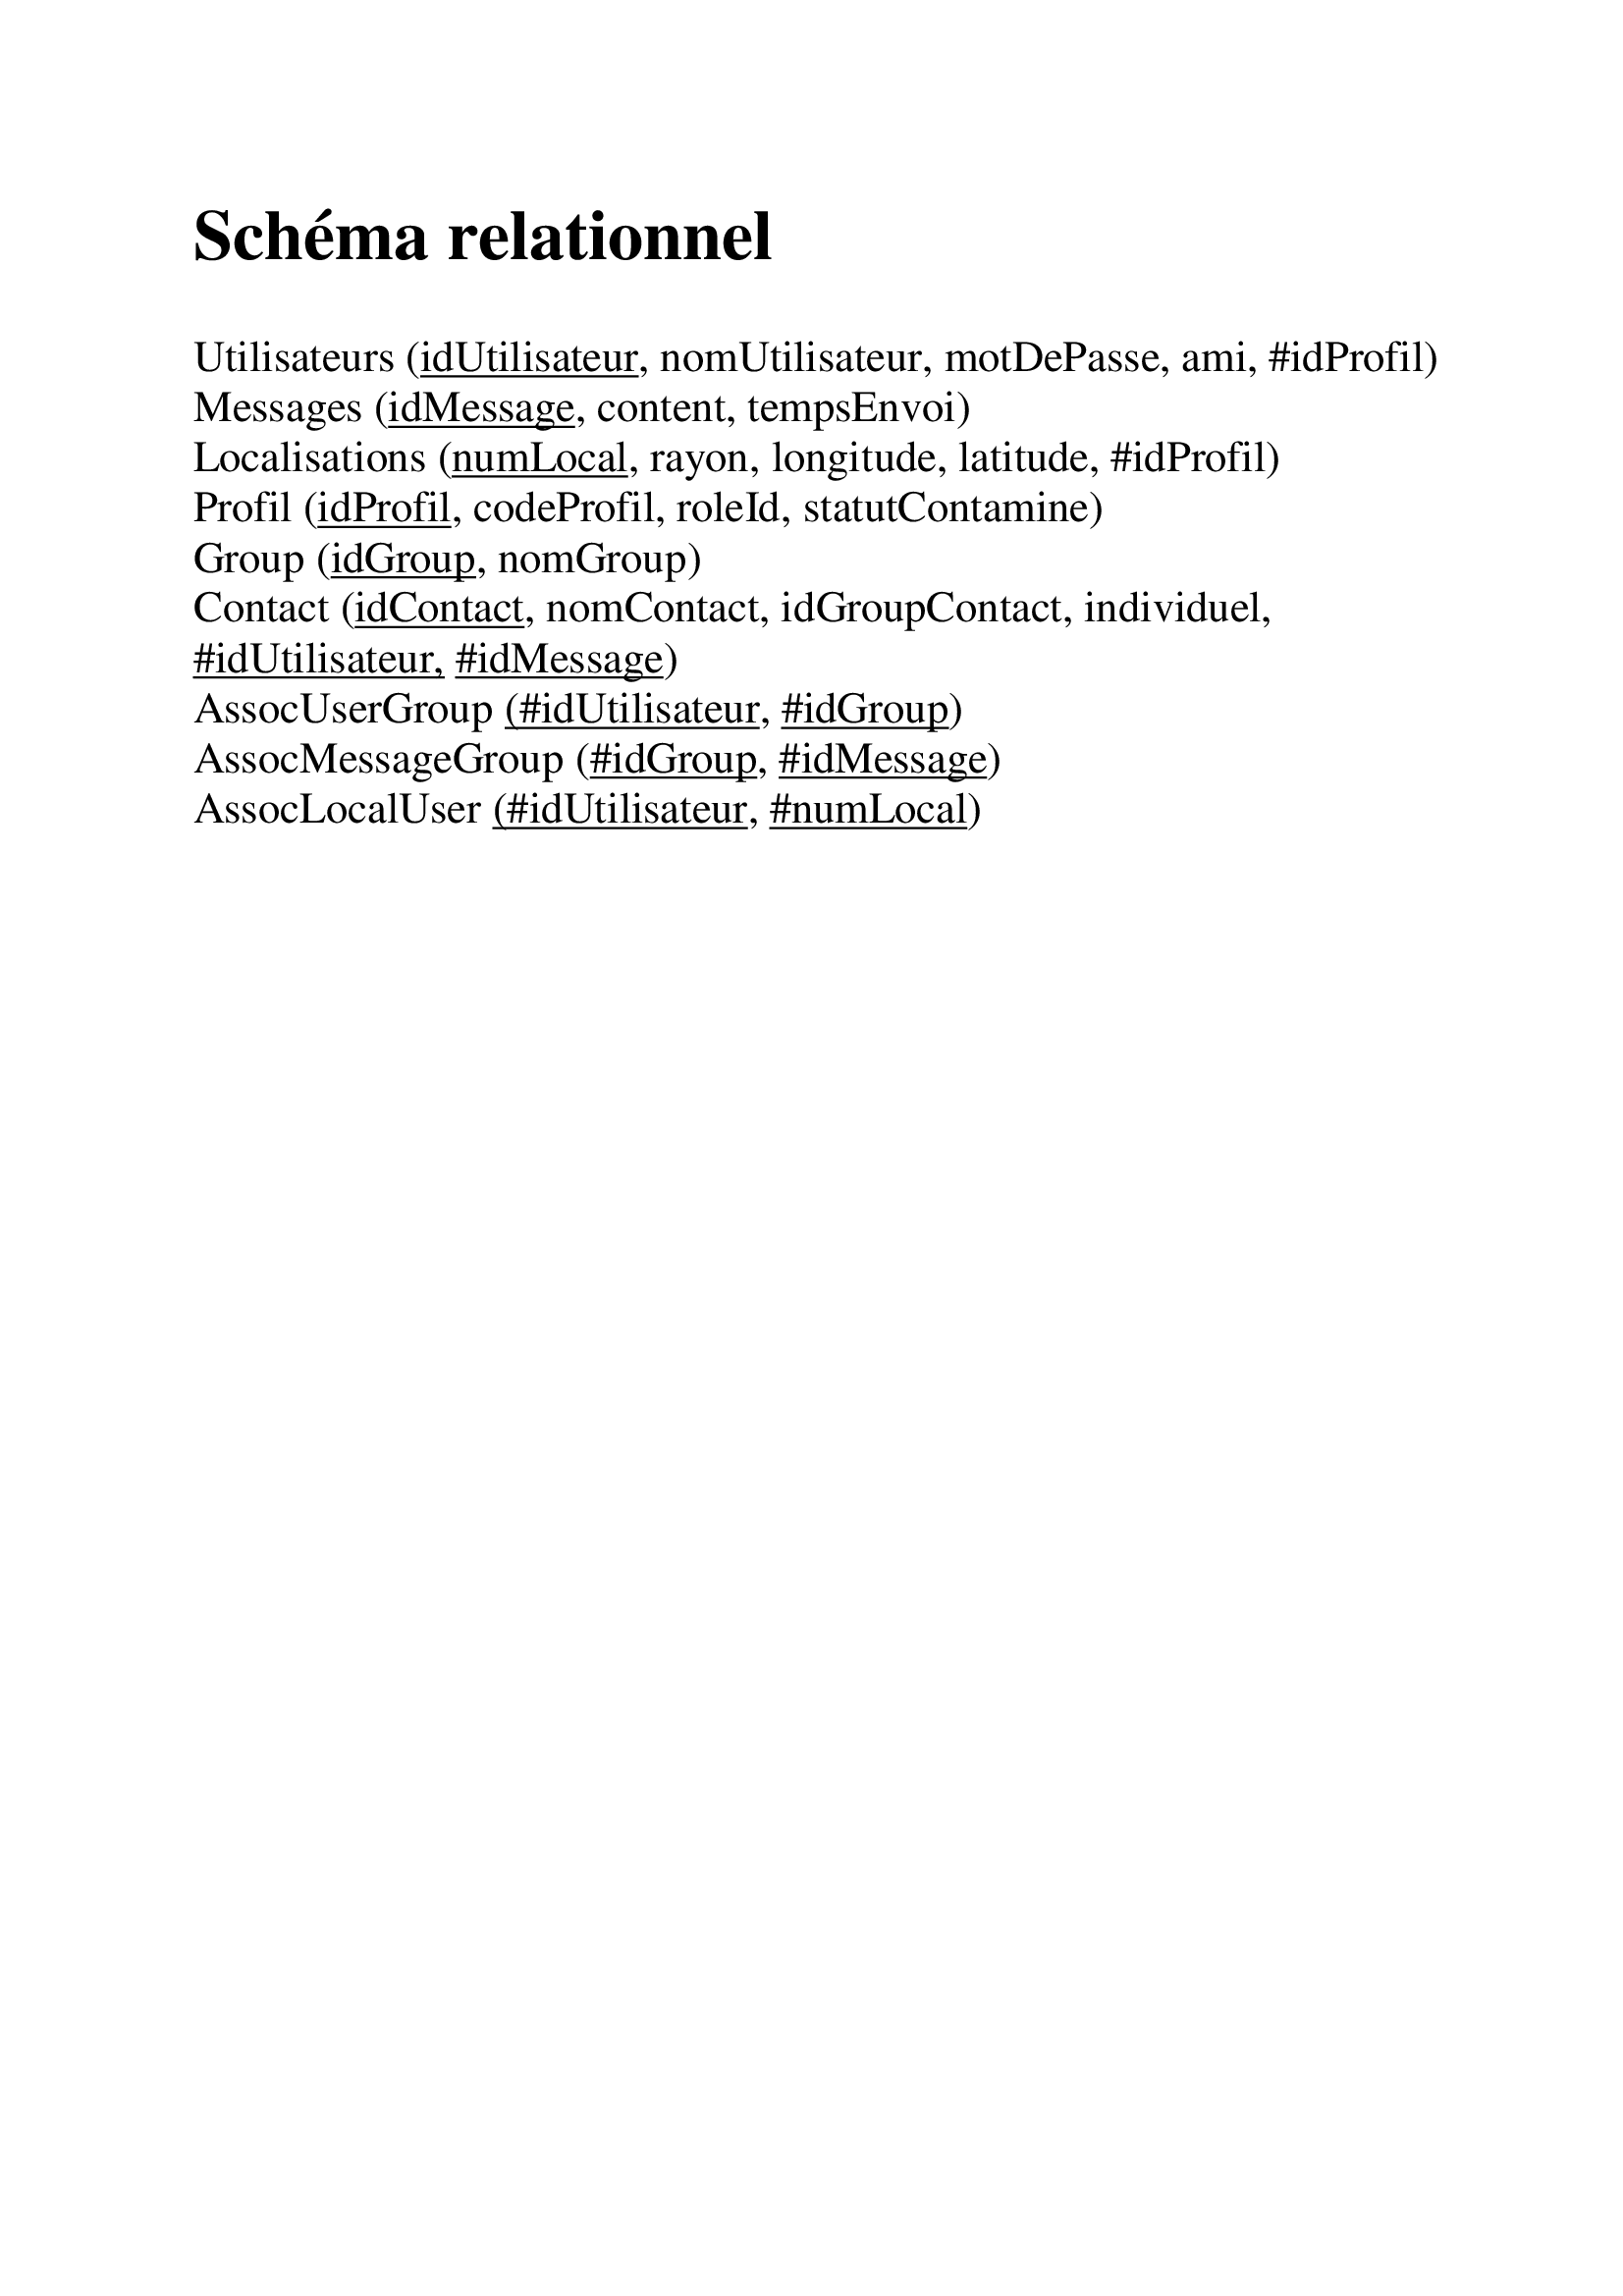 Schéma relationnel
Utilisateurs (idUtilisateur, nomUtilisateur, motDePasse, ami, #idProfil)
Messages (idMessage, content, tempsEnvoi)
Localisations (numLocal, rayon, longitude, latitude, #idProfil)
Profil (idProfil, codeProfil, roleId, statutContamine)
Group (idGroup, nomGroup)
Contact (idContact, nomContact, idGroupContact, individuel,
#idUtilisateur, #idMessage)
AssocUserGroup (#idUtilisateur, #idGroup)
AssocMessageGroup (#idGroup, #idMessage)
AssocLocalUser (#idUtilisateur, #numLocal)